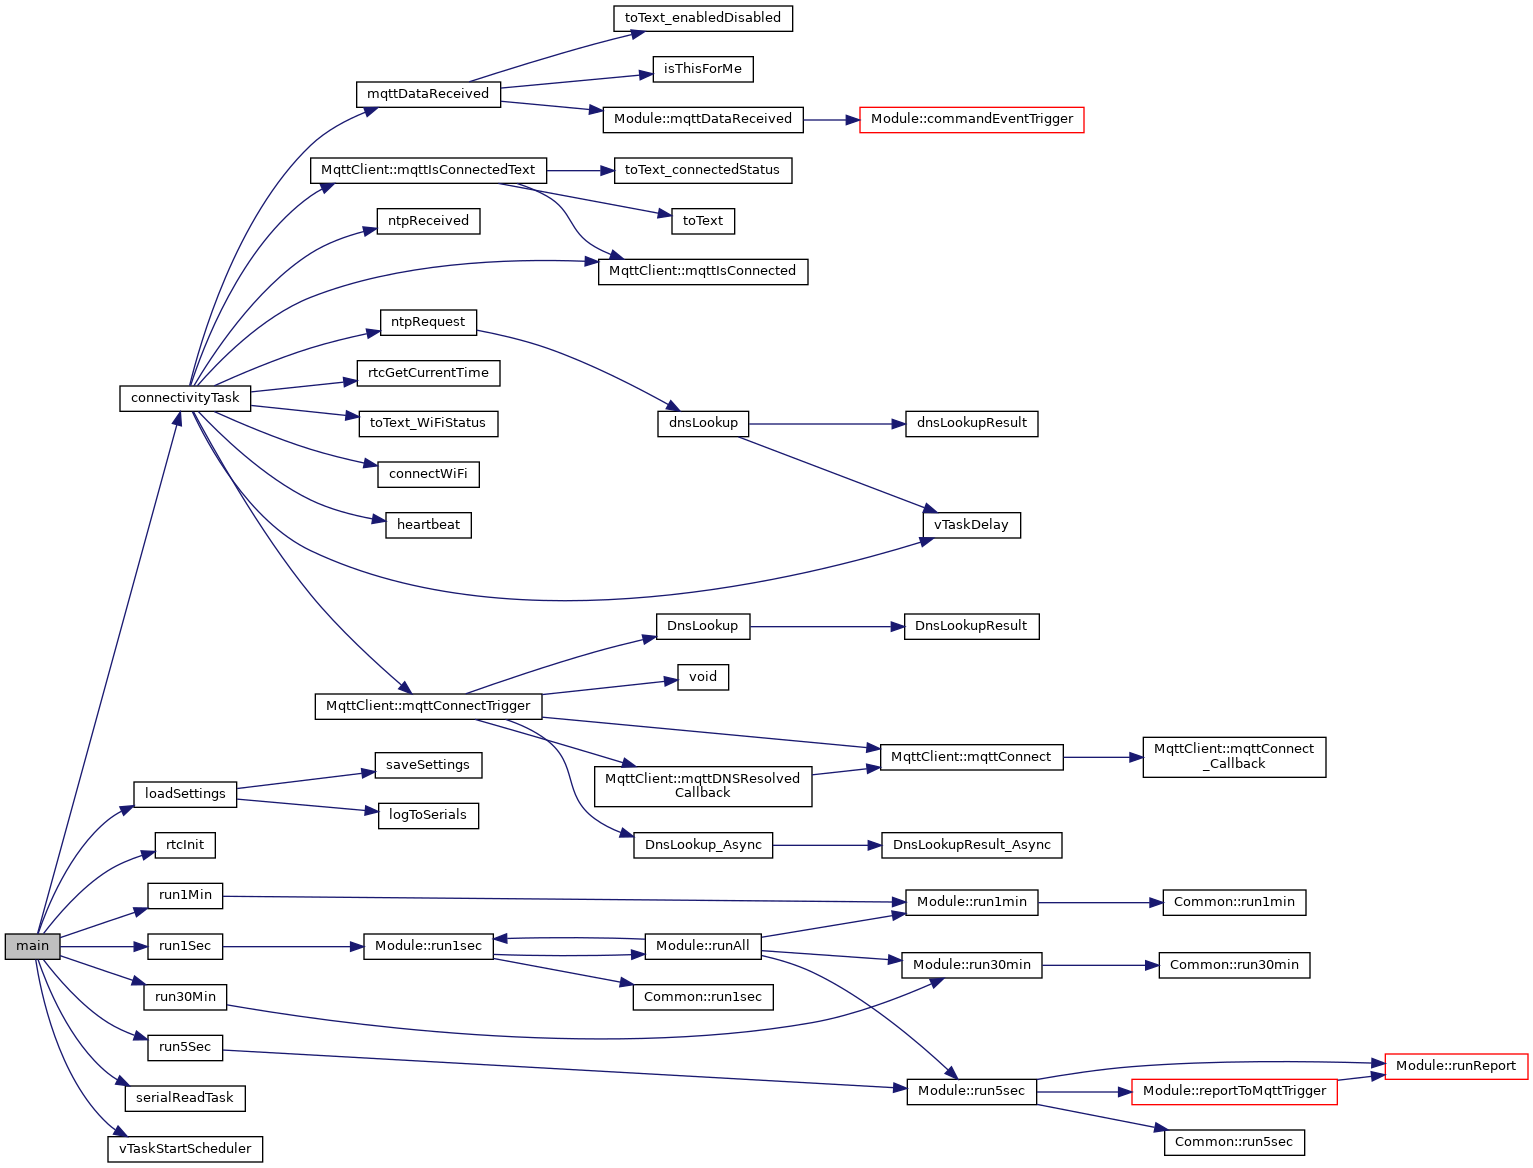 toText_enabledDisabled
isThisForMe
mqttDataReceived
Module::mqttDataReceived
Module::commandEventTrigger
MqttClient::mqttIsConnectedText
toText_connectedStatus
ntpReceived
toText
MqttClient::mqttIsConnected
ntpRequest
rtcGetCurrentTime
connectivityTask
toText_WiFiStatus
dnsLookup
dnsLookupResult
connectWiFi
heartbeat
vTaskDelay
DnsLookup
DnsLookupResult
void
MqttClient::mqttConnectTrigger
MqttClient::mqttConnect
MqttClient::mqttConnect
_Callback
saveSettings
MqttClient::mqttDNSResolved
Callback
loadSettings
logToSerials
rtcInit
DnsLookup_Async
DnsLookupResult_Async
run1Min
Module::run1min
Common::run1min
main
run1Sec
Module::run1sec
Module::runAll
Module::run30min
Common::run30min
run30Min
Common::run1sec
run5Sec
Module::runReport
Module::run5sec
Module::reportToMqttTrigger
serialReadTask
Common::run5sec
vTaskStartScheduler